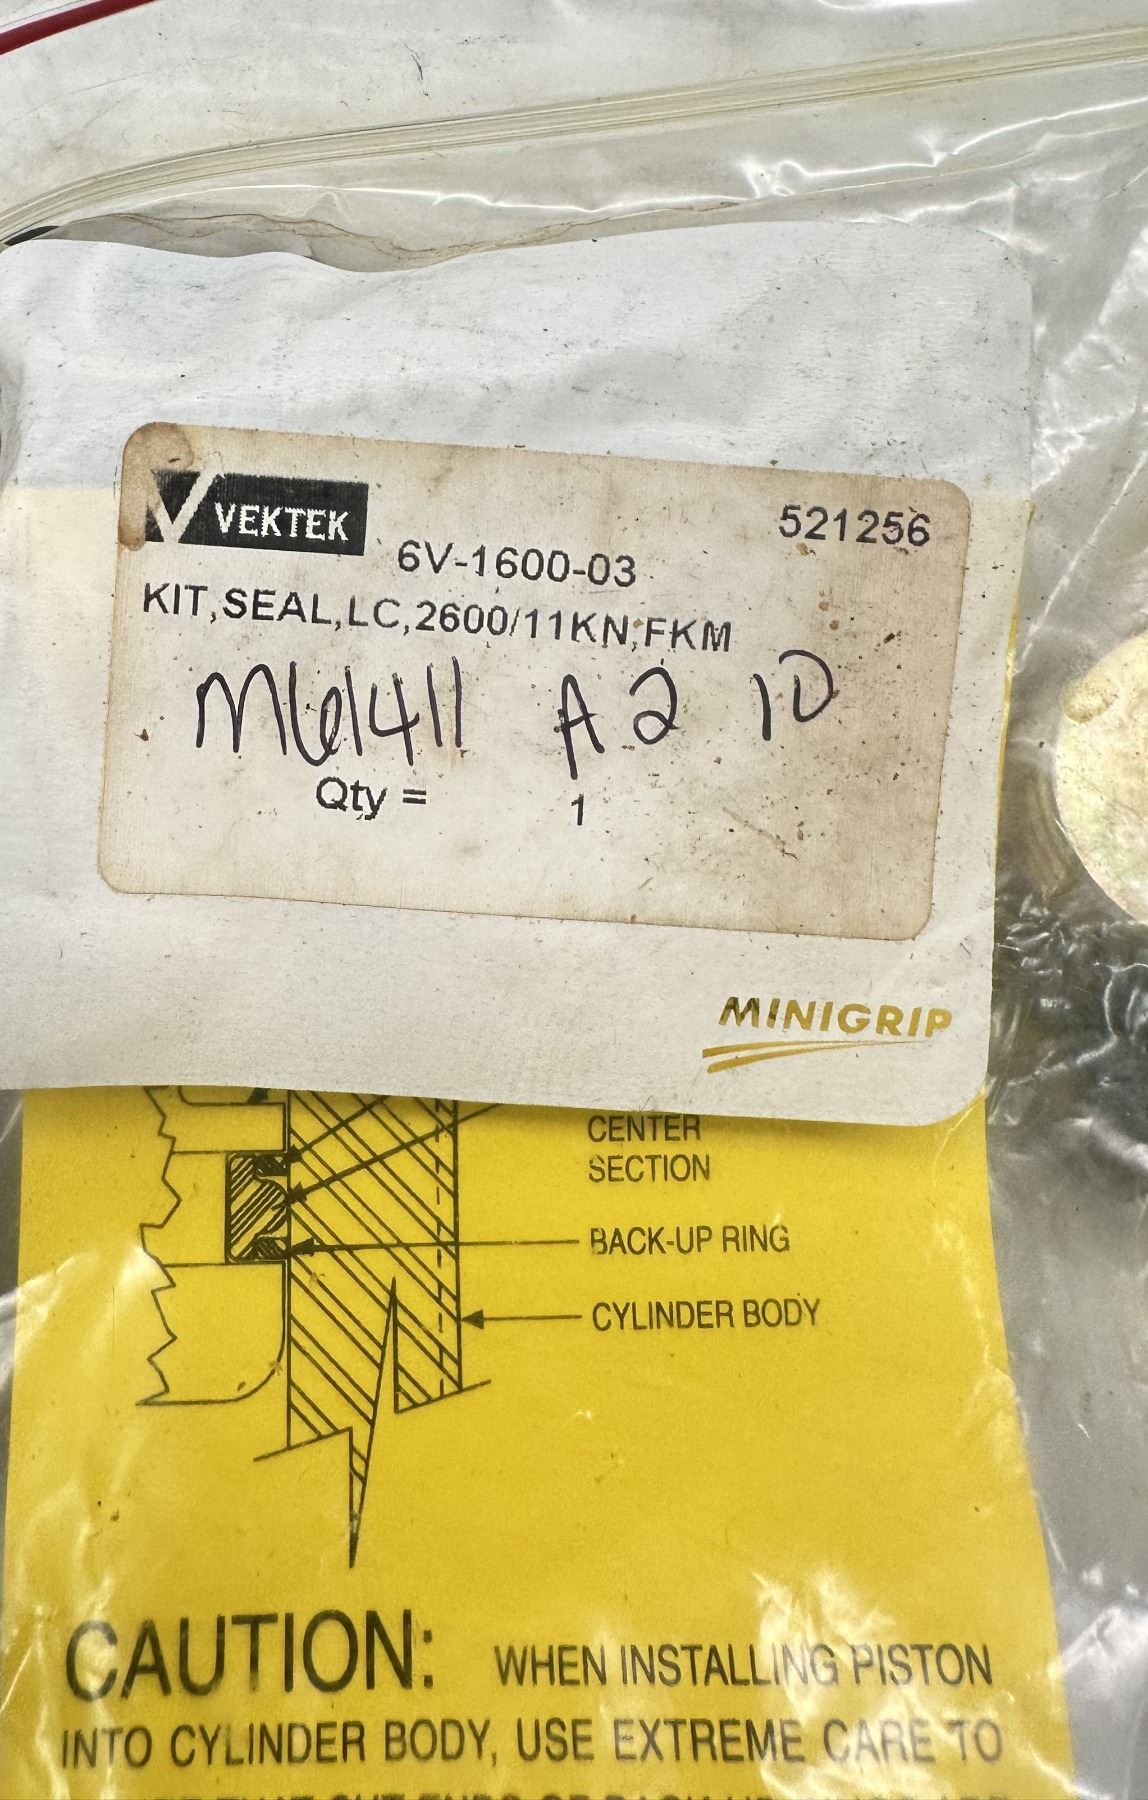 VEKTEK
521256
6V-1600-03
KIT,SEAL,LC,2600/11KN,FKM
M61411 A2 10
Qty = 1
MINIGRIP
CENTER
SECTION
BACK-UP RING
CYLINDER BODY
CAUTION: WHEN INSTALLING PISTON
INTO CYLINDER BODY, USE EXTREME CARE TO